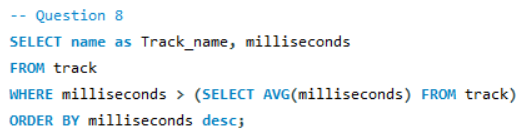 -- Question 8
SELECT name as Track_name, milliseconds
FROM track
WHERE milliseconds > (SELECT AVG(milliseconds) FROM track)
ORDER BY milliseconds desc;